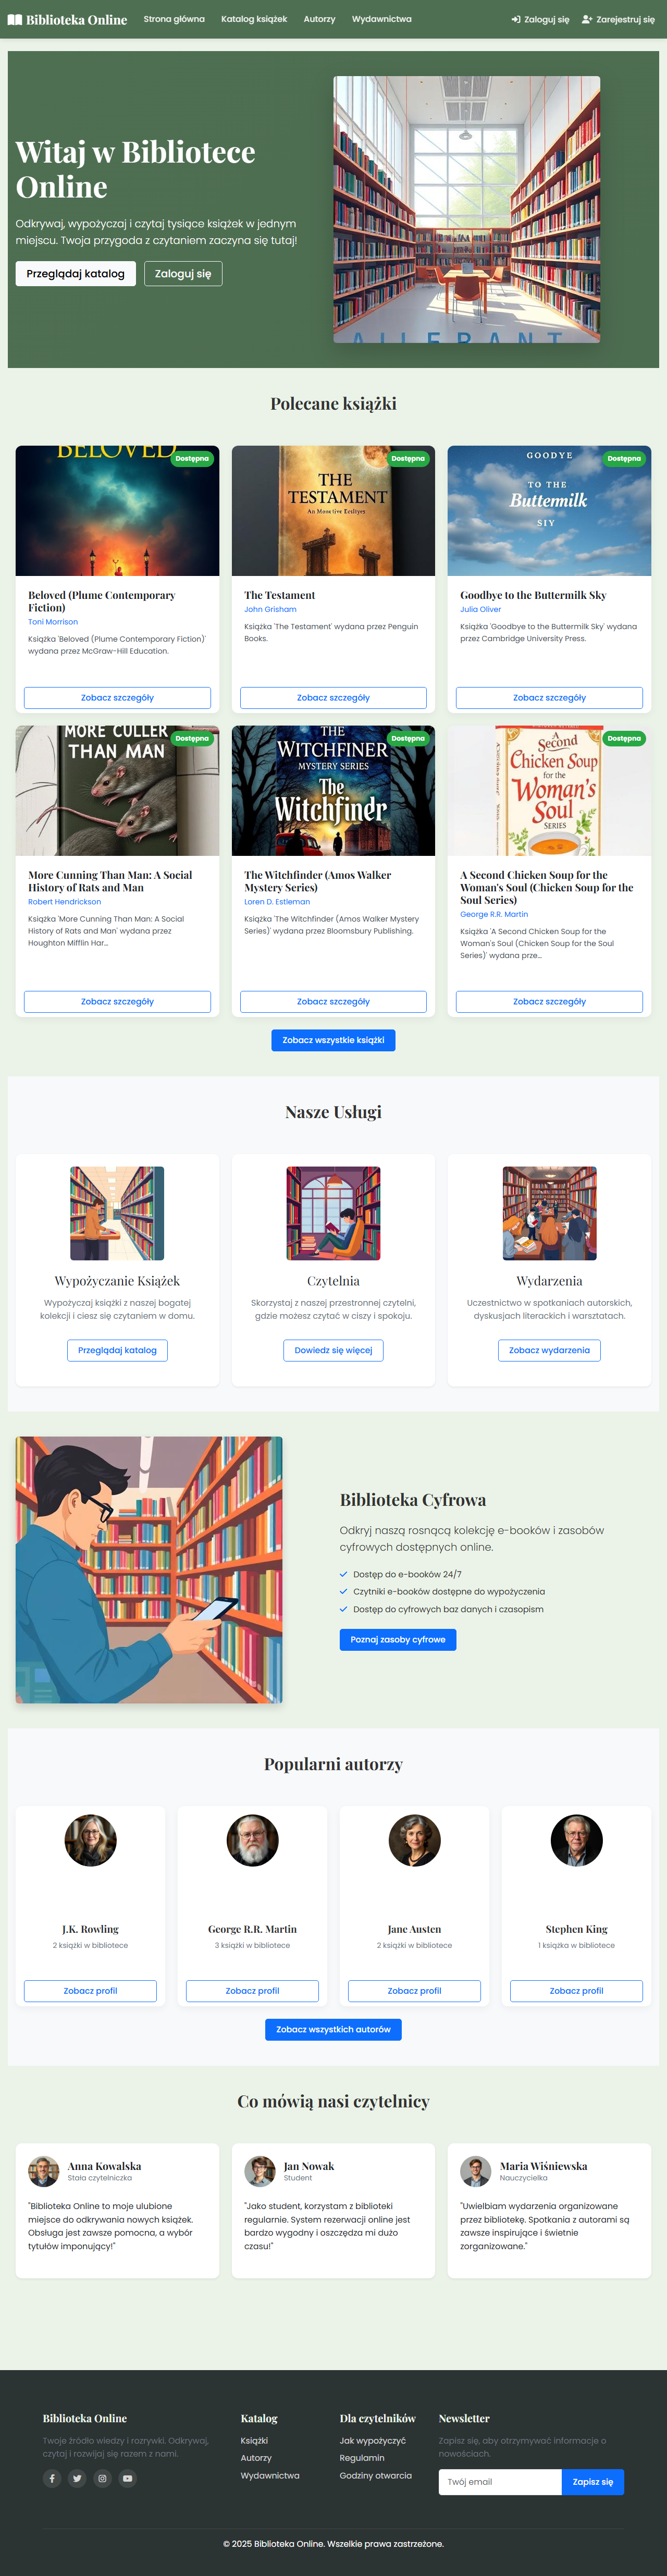 Biblioteka Online
Strona główna
Katalog książek
Autorzy
Wydawnictwa
Zaloguj się
Zarejestruj się
Witaj w Bibliotece
Online
Odkrywaj, wypożyczaj i czytaj tysiące książek w jednym
miejscu. Twoja przygoda z czytaniem zaczyna się tutaj!
Przeglądaj katalog
Zaloguj się
Polecane książki
BELOVED
Dostępna
Beloved (Plume Contemporary
Fiction)
Toni Morrison
Książka 'Beloved (Plume Contemporary Fiction)'
wydana przez McGraw-Hill Education.
Zobacz szczegóły
THE
TESTAMENT
Dostępna
The Testament
John Grisham
Książka 'The Testament' wydana przez Penguin
Books.
Zobacz szczegóły
GOODYE
TO THE
Buttermilk
SIY
Dostępna
Goodbye to the Buttermilk Sky
Julia Oliver
Książka 'Goodbye to the Buttermilk Sky' wydana
przez Cambridge University Press.
Zobacz szczegóły
MORE CULLER
THAN MAN
Dostępna
More Cunning Than Man: A Social
History of Rats and Man
Robert Hendrickson
Książka 'More Cunning Than Man: A Social
History of Rats and Man' wydana przez
Houghton Mifflin Har...
Zobacz szczegóły
THE
WITCHFINER
MYSTERY SERIES
The
Witchfindr
Dostępna
The Witchfinder (Amos Walker
Mystery Series)
Loren D. Estleman
Książka 'The Witchfinder (Amos Walker Mystery
Series)' wydana przez Bloomsbury Publishing.
Zobacz szczegóły
A
Second
Chicken Soup
for the
Woman's
Soul
SERIES
Dostępna
A Second Chicken Soup for the
Woman's Soul (Chicken Soup for the
Soul Series)
George R.R. Martin
Książka 'A Second Chicken Soup for the
Woman's Soul (Chicken Soup for the Soul
Series)' wydana prze...
Zobacz szczegóły
Zobacz wszystkie książki
Nasze Usługi
Wypożyczanie Książek
Wypożyczaj książki z naszej bogatej
kolekcji i ciesz się czytaniem w domu.
Przeglądaj katalog
Czytelnia
Skorzystaj z naszej przestronnej czytelni,
gdzie możesz czytać w ciszy i spokoju.
Dowiedz się więcej
Wydarzenia
Uczestnictwo w spotkaniach autorskich,
dyskusjach literackich i warsztatach.
Zobacz wydarzenia
Biblioteka Cyfrowa
Odkryj naszą rosnącą kolekcję e-booków i zasobów
cyfrowych dostępnych online.
Dostęp do e-booków 24/7
Czytniki e-booków dostępne do wypożyczenia
Dostęp do cyfrowych baz danych i czasopism
Poznaj zasoby cyfrowe
Popularni autorzy
J.K. Rowling
2 książki w bibliotece
Zobacz profil
George R.R. Martin
3 książki w bibliotece
Zobacz profil
Jane Austen
2 książki w bibliotece
Zobacz profil
Stephen King
1 książka w bibliotece
Zobacz profil
Zobacz wszystkich autorów
Co mówią nasi czytelnicy
Anna Kowalska
Stała czytelniczka
"Biblioteka Online to moje ulubione
miejsce do odkrywania nowych książek.
Obsługa jest zawsze pomocna, a wybór
tytułów imponujący!"
Jan Nowak
Student
"Jako student, korzystam z biblioteki
regularnie. System rezerwacji online jest
bardzo wygodny i oszczędza mi dużo
czasu!"
Maria Wiśniewska
Nauczycielka
"Uwielbiam wydarzenia organizowane
przez bibliotekę. Spotkania z autorami są
zawsze inspirujące i świetnie
zorganizowane."
Biblioteka Online
Twoje źródło wiedzy i rozrywki. Odkrywaj,
czytaj i rozwijaj się razem z nami.
Katalog
Książki
Autorzy
Wydawnictwa
Dla czytelników
Jak wypożyczyć
Regulamin
Godziny otwarcia
Newsletter
Zapisz się, aby otrzymywać informacje o
nowościach.
Twój email
Zapisz się
© 2025 Biblioteka Online. Wszelkie prawa zastrzeżone.